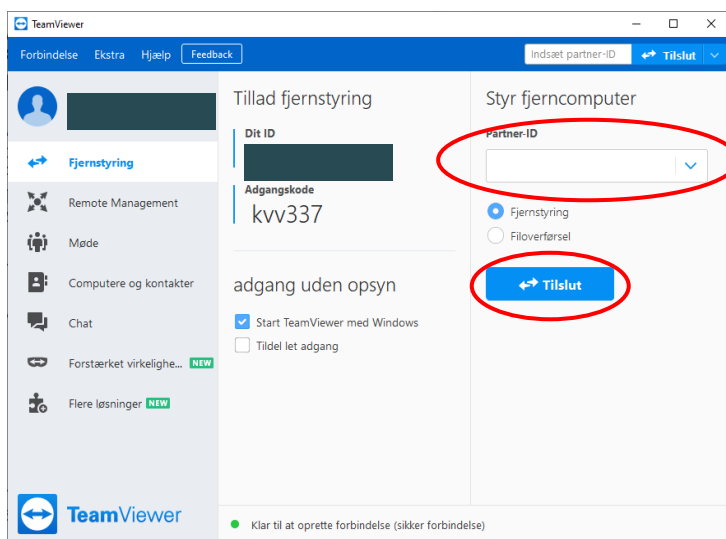 TeamViewer
Forbindelse Ekstra Hjælp Feedback
Indsæt partner-ID
Tilslut
Fjernstyring
Remote Management
Møde
Computere og kontakter
Chat
Forstærket virkelighe... NEW
Flere løsninger NEW
TeamViewer
Tillad fjernstyring
Dit ID
Adgangskode
kvv337
adgang uden opsyn
Start TeamViewer med Windows
Tildel let adgang
Styr fjerncomputer
Partner-ID
Fjernstyring
Filoverførsel
Tilslut
Klar til at oprette forbindelse (sikker forbindelse)